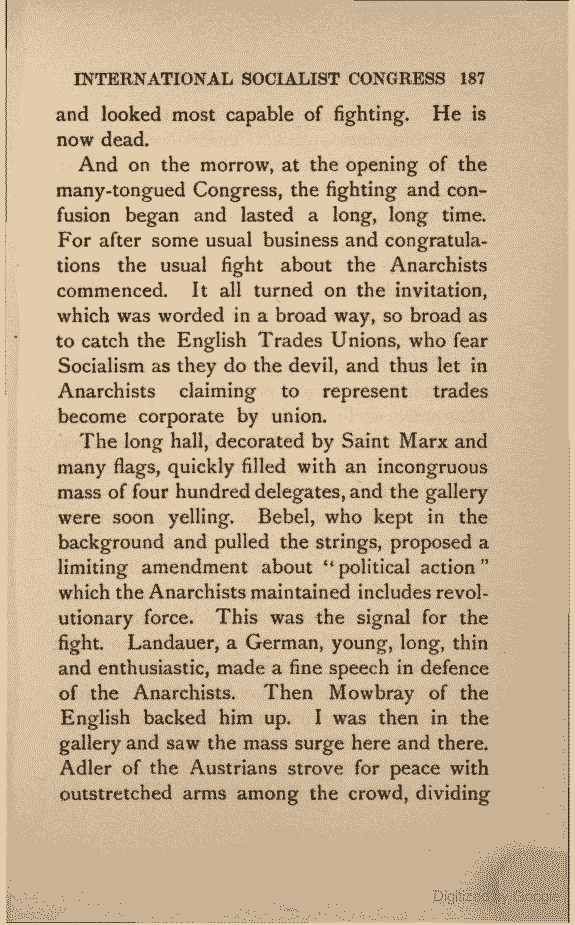 INTERNATIONAL SOCIALIST CONGRESS 187
and looked most capable of fighting. He is
now dead.
And on the morrow, at the opening of the
many-tongued Congress, the fighting and con-
fusion began and lasted a long, long time.
For after some usual business and congratula-
tions the usual fight about the Anarchists
commenced. It all turned on the invitation,
which was worded in a broad way, so broad as
to catch the English Trades Unions, who fear
Socialism as they do the devil, and thus let in
Anarchists claiming to represent trades
become corporate by union.
The long hall, decorated by Saint Marx and
many flags, quickly filled with an incongruous
mass of four hundred delegates, and the gallery
were soon yelling. Bebel, who kept in the
background and pulled the strings, proposed a
limiting amendment about "political action"
which the Anarchists maintained includes revol-
utionary force. This was the signal for the
fight. Landauer, a German, young, long, thin
and enthusiastic, made a fine speech in defence
of the Anarchists. Then Mowbray of the
English backed him up. I was then in the
gallery and saw the mass surge here and there.
Adler of the Austrians strove for peace with
outstretched arms among the crowd, dividing
Digitized by Google